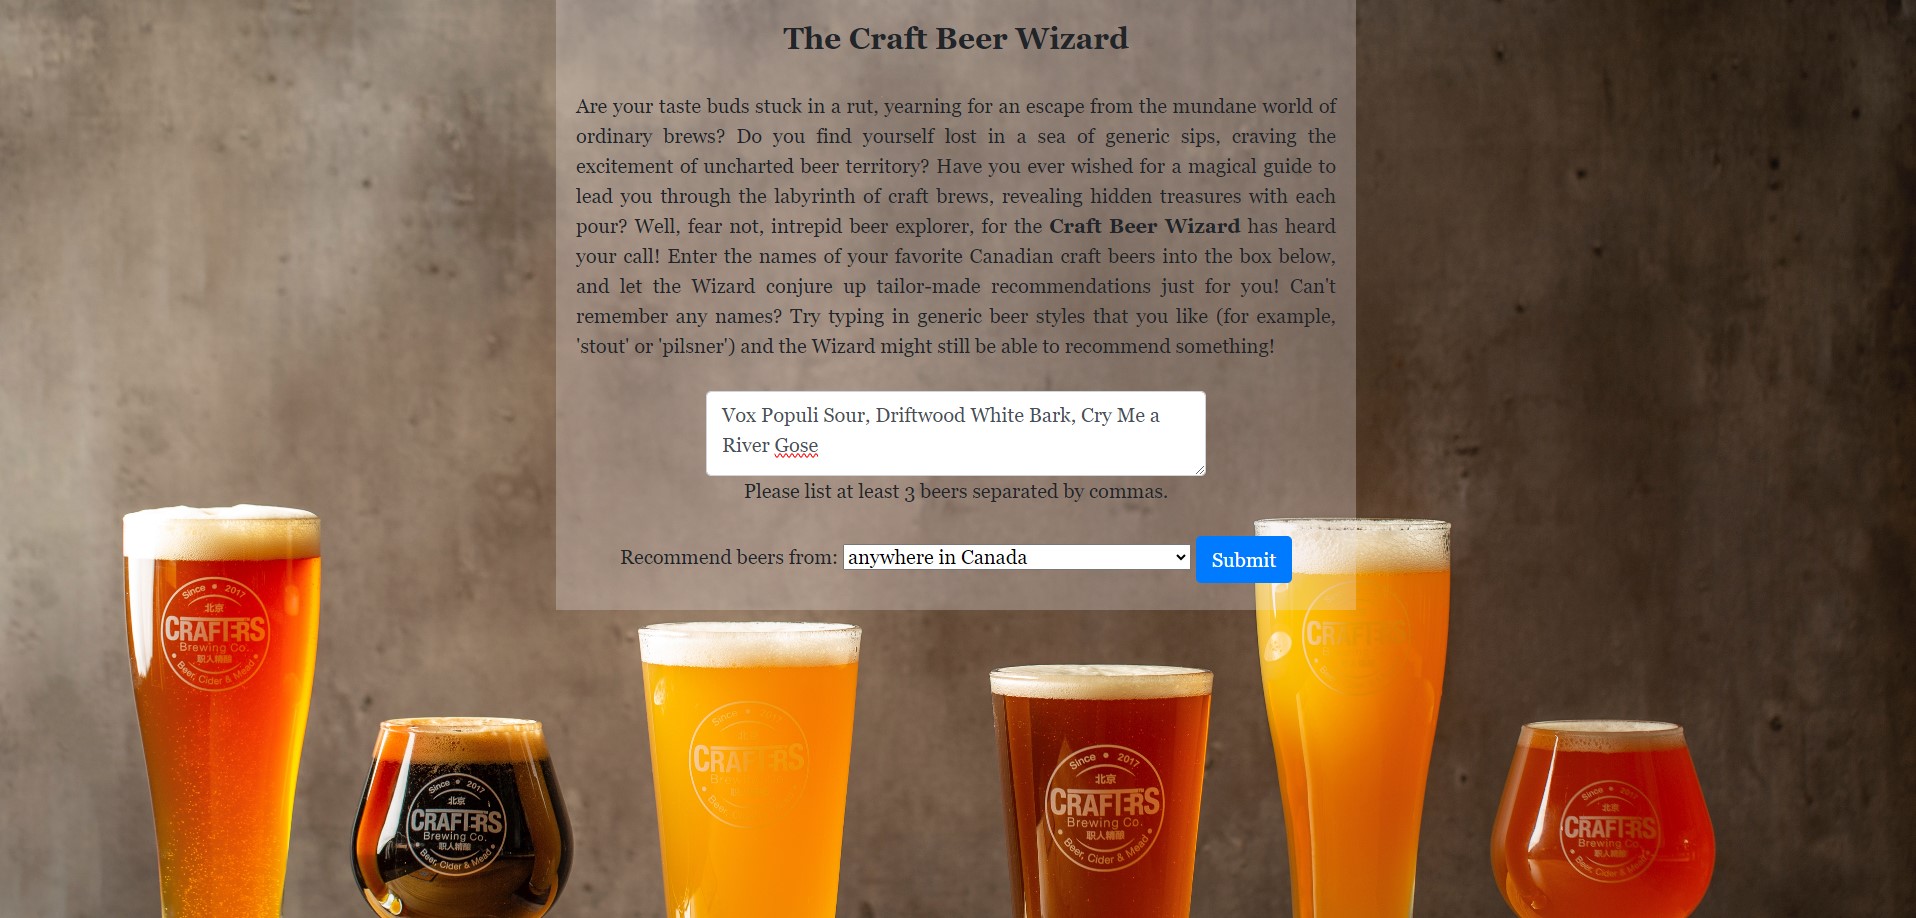 The Craft Beer Wizard
Are your taste buds stuck in a rut, yearning for an escape from the mundane world of
ordinary brews? Do you find yourself lost in a sea of generic sips, craving the
excitement of uncharted beer territory? Have you ever wished for a magical guide to
lead you through the labyrinth of craft brews, revealing hidden treasures with each
pour? Well, fear not, intrepid beer explorer, for the Craft Beer Wizard has heard
your call! Enter the names of your favorite Canadian craft beers into the box below,
and let the Wizard conjure up tailor-made recommendations just for you! Can't
remember any names? Try typing in generic beer styles that you like (for example,
'stout' or 'pilsner') and the Wizard might still be able to recommend something!
Vox Populi Sour, Driftwood White Bark, Cry Me a
River Gose
Please list at least 3 beers separated by commas.
Recommend beers from: anywhere in Canada Submit
Since • 2017
北京
CRAFTERS
Brewing Co.
职人精酿
Beer, Cider & Mead
Since • 2017
北京
CRAFTERS
Brewing Co.
职人精酿
Beer, Cider & Mead
Since • 2017
CRAFTERS
Since • 2017
北京
CRAFTERS
Brewing Co.
职人精酿
Beer, Cider & Mead
CRAFTERS
Since • 2017
北京
CRAFTERS
Brewing Co.
职人精酿
Beer, Cider & Mead